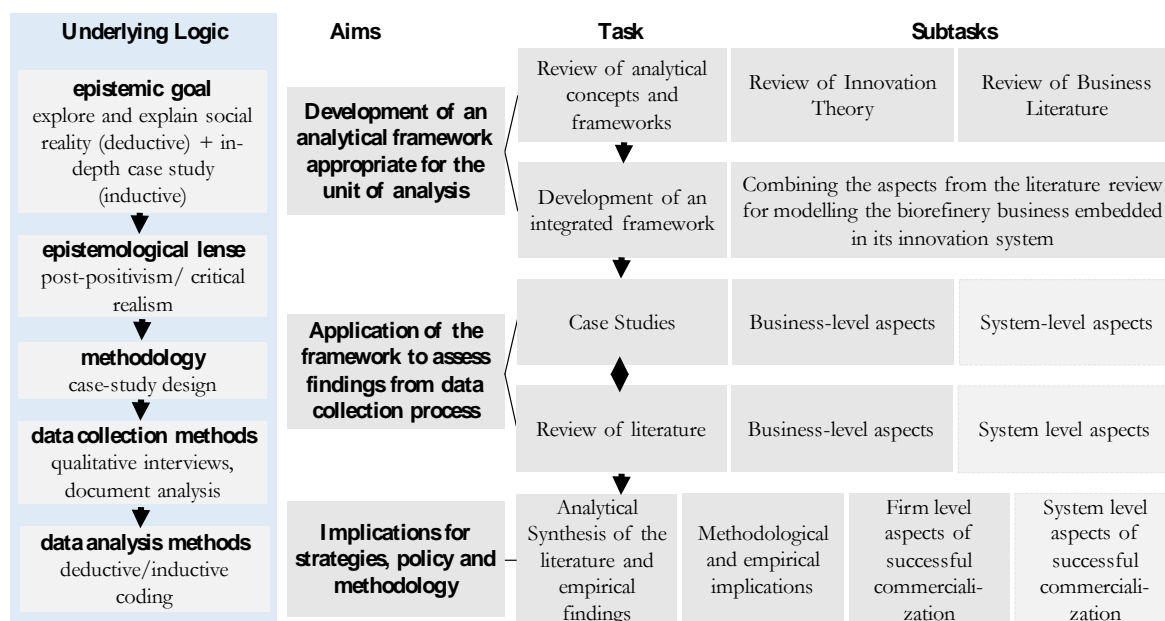 Underlying Logic
epistemic goal
explore and explain social
reality (deductive) + in-
depth case study
(inductive)
epistemological lense
post-positivism/ critical
realism
methodology
case-study design
data collection methods
qualitative interviews,
document analysis
data analysis methods
deductive/inductive
coding
Aims
Task
Subtasks
Development of an
analytical framework
appropriate for the
unit of analysis
Review of analytical
concepts and
frameworks
Review of Innovation
Theory
Review of Business
Literature
Development of an
integrated framework
Combining the aspects from the literature review
for modelling the biorefinery business embedded
in its innovation system
Application of the
framework to assess
findings from data
collection process
Case Studies
Business-level aspects
System-level aspects
Review of literature
Business-level aspects
System level aspects
Implications for
strategies, policy and
methodology
Analytical
Synthesis of the
literature and
empirical
findings
Methodological
and empirical
implications
Firm level
aspects of
successful
commerciali-
zation
System level
aspects of
successful
commerciali-
zation